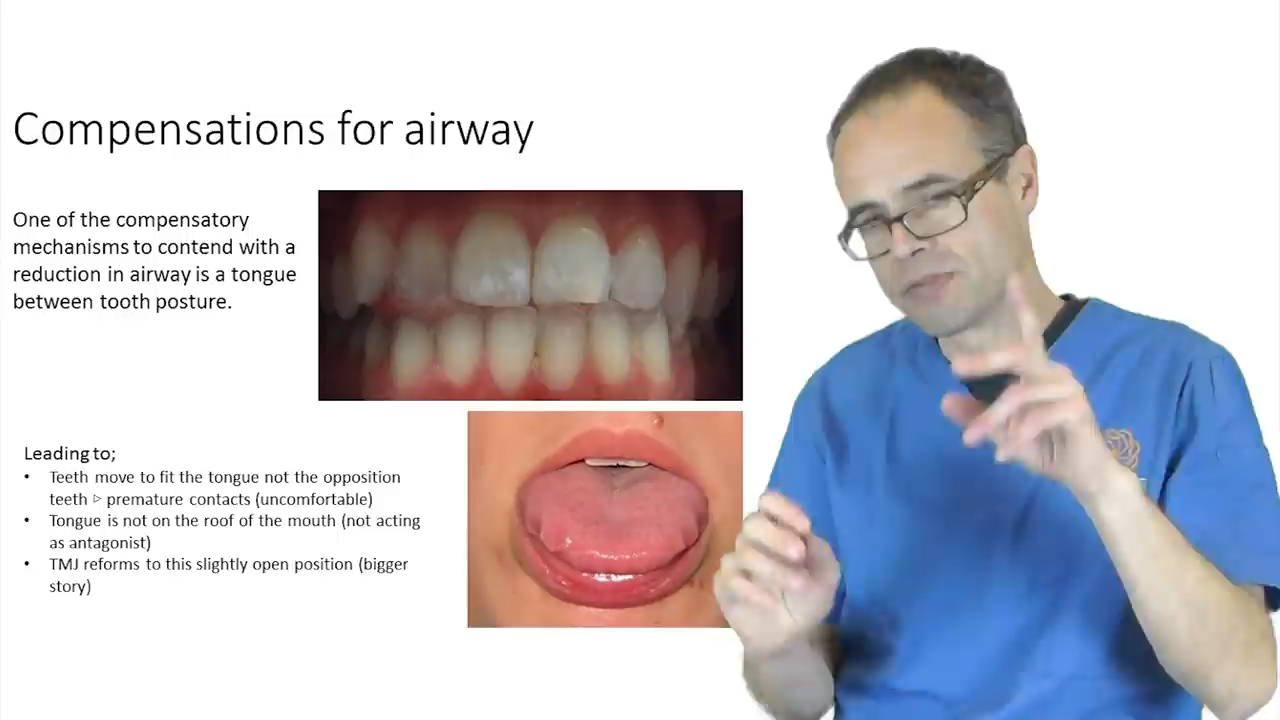 Compensations for airway
One of the compensatory
mechanisms to contend with a
reduction in airway is a tongue
between tooth posture.
Leading to;
• Teeth move to fit the tongue not the opposition
teeth ▷ premature contacts (uncomfortable)
• Tongue is not on the roof of the mouth (not acting
as antagonist)
• TMJ reforms to this slightly open position (bigger
story)